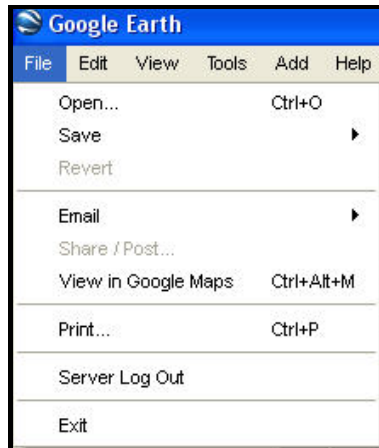 Google Earth
File Edit View Tools Add Help
Open... Ctrl+O
Save
Revert
Email
Share / Post...
View in Google Maps Ctrl+Alt+M
Print... Ctrl+P
Server Log Out
Exit